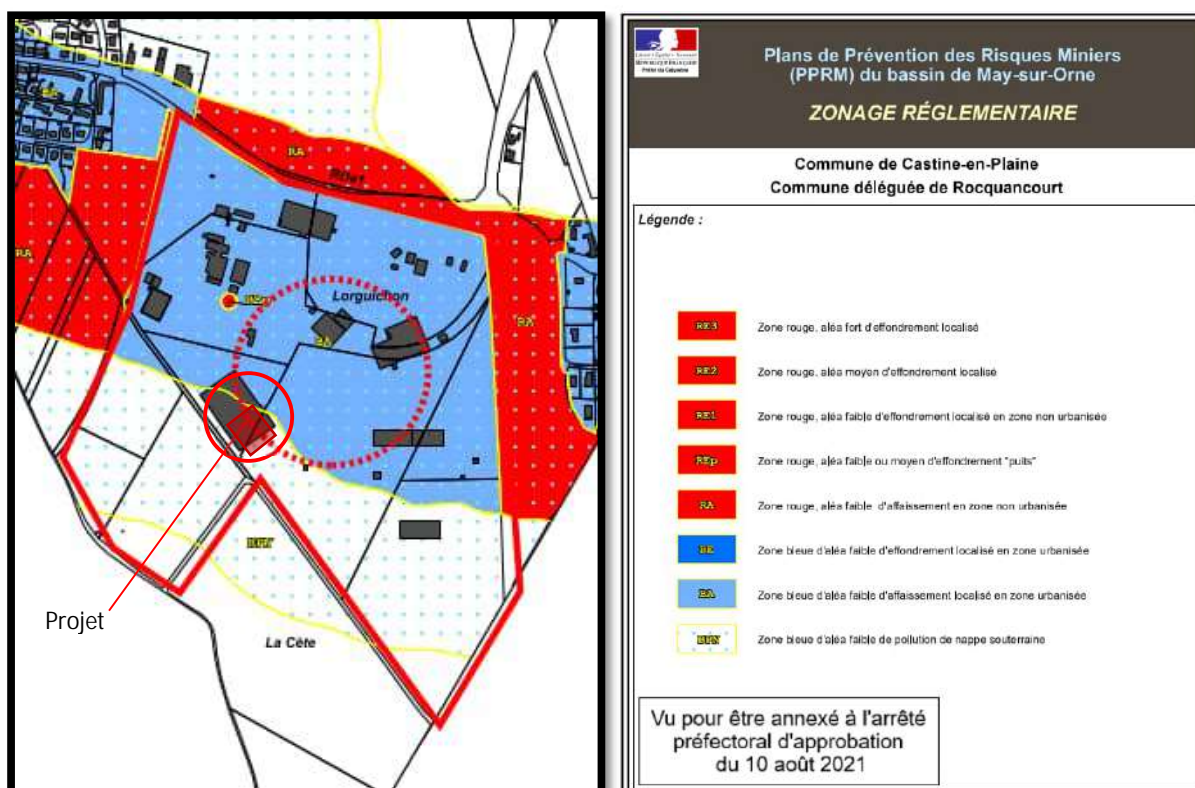 RA
RD41
RA
Lorguichon
BA
RA
BPN
La Cète
Projet
Plans de Prévention des Risques Miniers
(PPRM) du bassin de May-sur-Orne
ZONAGE RÉGLEMENTAIRE
Commune de Castine-en-Plaine
Commune déléguée de Rocquancourt
Légende :
RE3 Zone rouge, aléa fort d'effondrement localisé
RE2 Zone rouge, aléa moyen d'effondrement localisé
RE1 Zone rouge, aléa faible d'effondrement localisé en zone non urbanisée
REp Zone rouge, aléa faible ou moyen d'effondrement "puits"
RA Zone rouge, aléa faible d'affaissement en zone non urbanisée
BE Zone bleue d'aléa faible d'effondrement localisé en zone urbanisée
BA Zone bleue d'aléa faible d'affaissement localisé en zone urbanisée
BPN Zone bleue d'aléa faible de pollution de nappe souterraine
Vu pour être annexé à l'arrêté
préfectoral d'approbation
du 10 août 2021